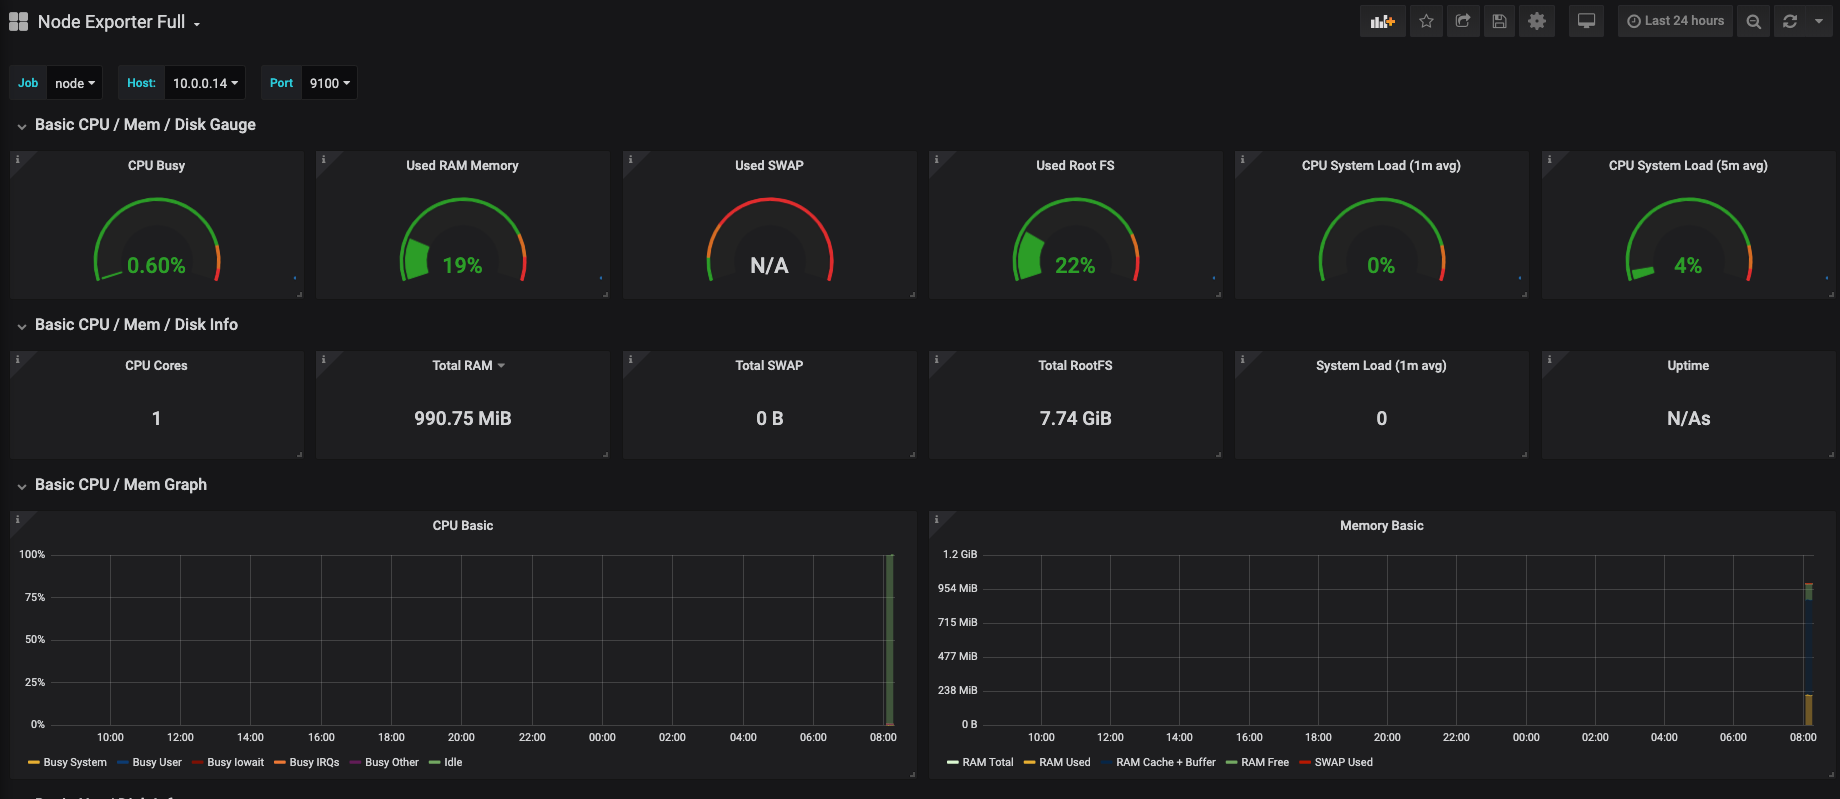 Node Exporter Full
Last 24 hours
Job node Host: 10.0.0.14 Port 9100
Basic CPU / Mem / Disk Gauge
CPU Busy Used RAM Memory Used SWAP Used Root FS CPU System Load (1m avg) CPU System Load (5m avg)
0.60% 19% N/A 22% 0% 4%
Basic CPU / Mem / Disk Info
CPU Cores Total RAM Total SWAP Total RootFS System Load (1m avg) Uptime
1 990.75 MiB 0 B 7.74 GiB 0 N/As
Basic CPU / Mem Graph
CPU Basic
100%
75%
50%
25%
0%
10:00 12:00 14:00 16:00 18:00 20:00 22:00 00:00 02:00 04:00 06:00 08:00
Busy System Busy User Busy Iowait Busy IRQs Busy Other Idle
Memory Basic
1.2 GiB
954 MiB
715 MiB
477 MiB
238 MiB
0 B
10:00 12:00 14:00 16:00 18:00 20:00 22:00 00:00 02:00 04:00 06:00 08:00
RAM Total RAM Used RAM Cache + Buffer RAM Free SWAP Used